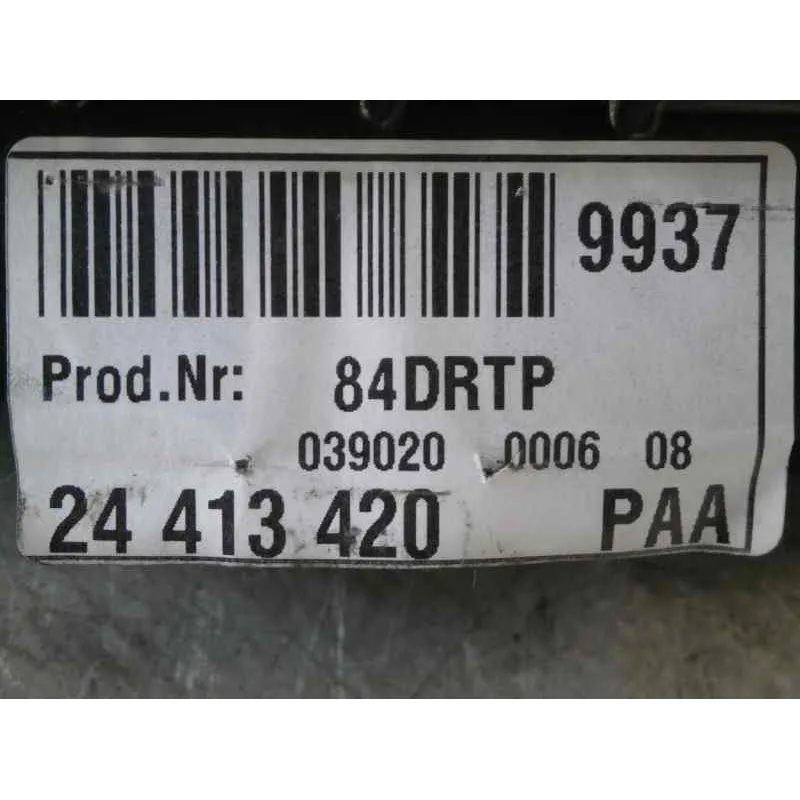 9937
Prod.Nr: 84DRTP
039020 0006 08
24 413 420 PAA